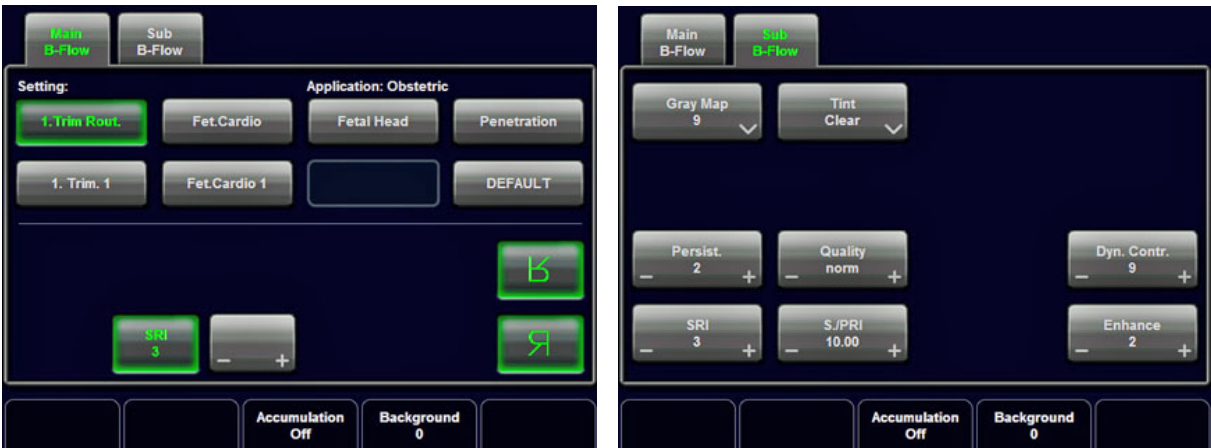 Main
B-Flow
Sub
B-Flow
Setting:
Application: Obstetric
1.Trim Rout.
Fet.Cardio
Fetal Head
Penetration
1. Trim. 1
Fet.Cardio 1
DEFAULT
R
SRI
3
- +
R
Accumulation
Off
Background
0
Main
B-Flow
Sub
B-Flow
Gray Map
9
Tint
Clear
Persist.
2
- +
Quality
norm
- +
Dyn. Contr.
9
- +
SRI
3
- +
S./PRI
10.00
- +
Enhance
2
- +
Accumulation
Off
Background
0